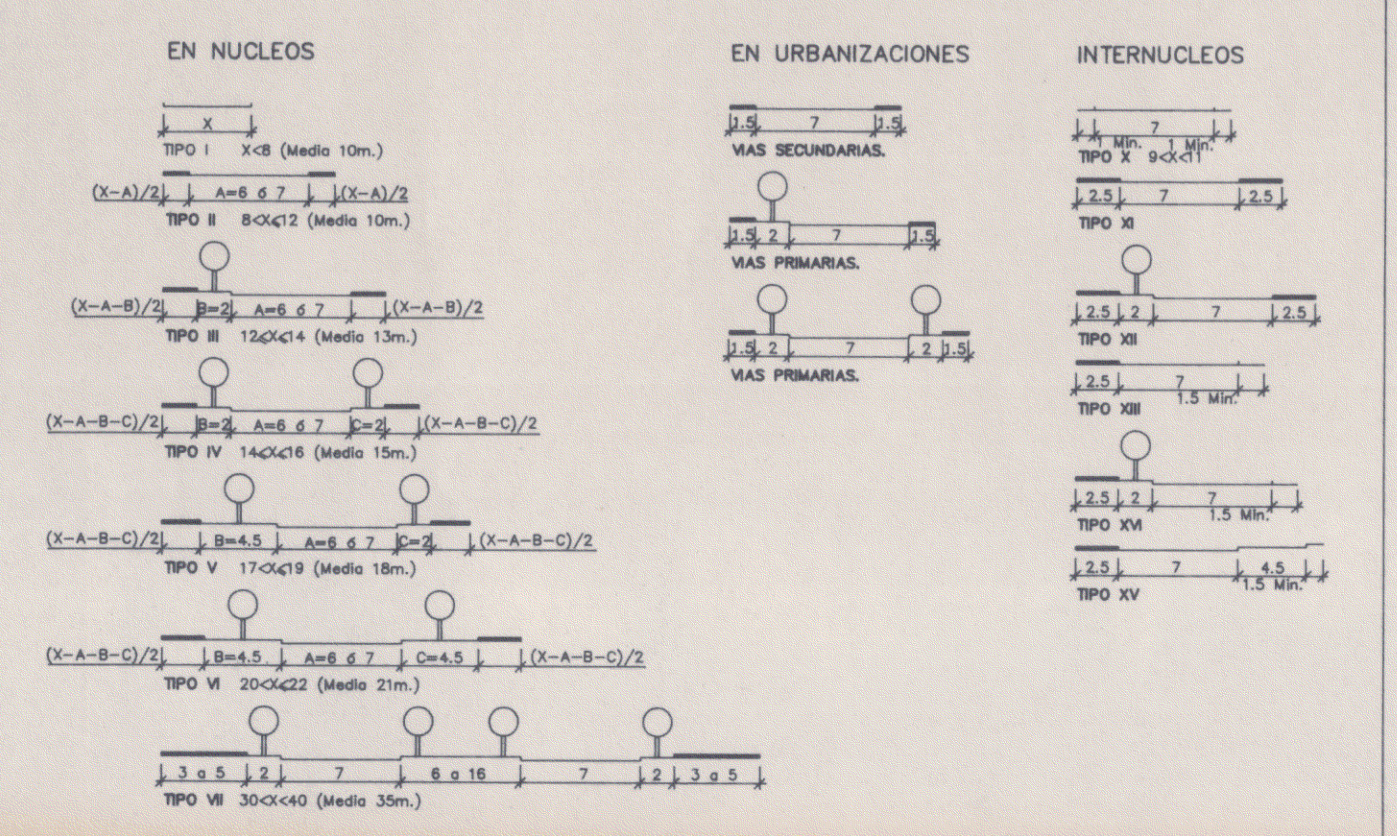 EN NUCLEOS
X
TIPO I X<8 (Media 10m.)
(X-A)/2 A=6 ó 7 (X-A)/2
TIPO II 8<X⩽12 (Media 10m.)
(X-A-B)/2 B=2 A=6 ó 7 (X-A-B)/2
TIPO III 12⩽X⩽14 (Media 13m.)
(X-A-B-C)/2 B=2 A=6 ó 7 C=2 (X-A-B-C)/2
TIPO IV 14⩽X⩽16 (Media 15m.)
(X-A-B-C)/2 B=4.5 A=6 ó 7 C=2 (X-A-B-C)/2
TIPO V 17<X⩽19 (Media 18m.)
(X-A-B-C)/2 B=4.5 A=6 ó 7 C=4.5 (X-A-B-C)/2
TIPO VI 20<X⩽22 (Media 21m.)
3 a 5 2 7 6 a 16 7 2 3 a 5
TIPO VII 30<X<40 (Media 35m.)
EN URBANIZACIONES
1.5 7 1.5
VIAS SECUNDARIAS.
1.5 2 7 1.5
VIAS PRIMARIAS.
1.5 2 7 2 1.5
VIAS PRIMARIAS.
INTERNUCLEOS
7
1 Min. 1 Min.
TIPO X 9<X<11
2.5 7 2.5
TIPO XI
2.5 2 7 2.5
TIPO XII
2.5 7
1.5 Min.
TIPO XIII
2.5 2 7
1.5 Min.
TIPO XVI
2.5 7 4.5
1.5 Min.
TIPO XV